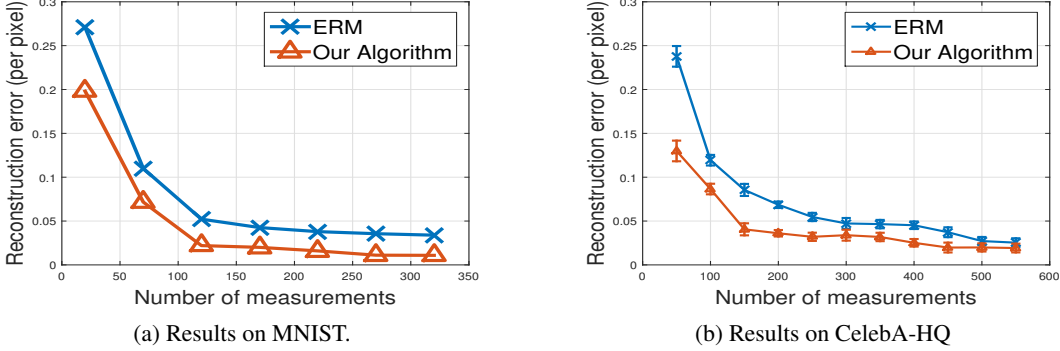 0.3
0.25
0.2
0.15
0.1
0.05
0
Reconstruction error (per pixel)
ERM
Our Algorithm
0 50 100 150 200 250 300 350
Number of measurements
(a) Results on MNIST.
0.3
0.25
0.2
0.15
0.1
0.05
0
Reconstruction error (per pixel)
ERM
Our Algorithm
0 100 200 300 400 500 600
Number of measurements
(b) Results on CelebA-HQ